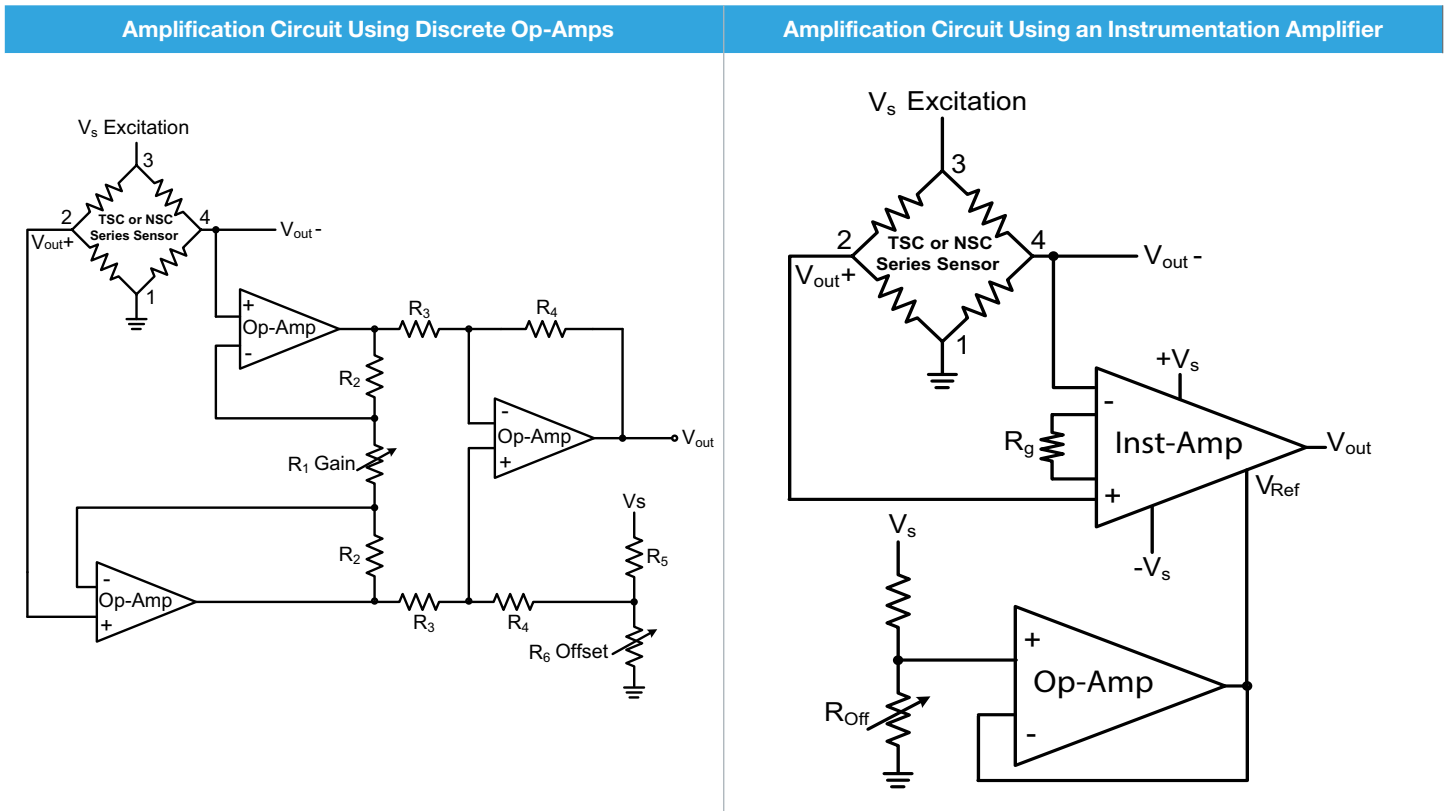 Amplification Circuit Using Discrete Op-Amps
Vs Excitation
3
2
TSC or NSC
Series Sensor
4
Vout+
Vout -
1
+
Op-Amp
-
R3
R4
R2
-
Op-Amp
+
Vout
R1 Gain
Vs
R2
R5
-
Op-Amp
+
R3
R4
R6 Offset
Amplification Circuit Using an Instrumentation Amplifier
Vs Excitation
3
2
TSC or NSC
Series Sensor
4
Vout+
Vout -
1
+Vs
-
Rg
Inst-Amp
Vout
+
VRef
Vs
-Vs
+
Op-Amp
ROff
-